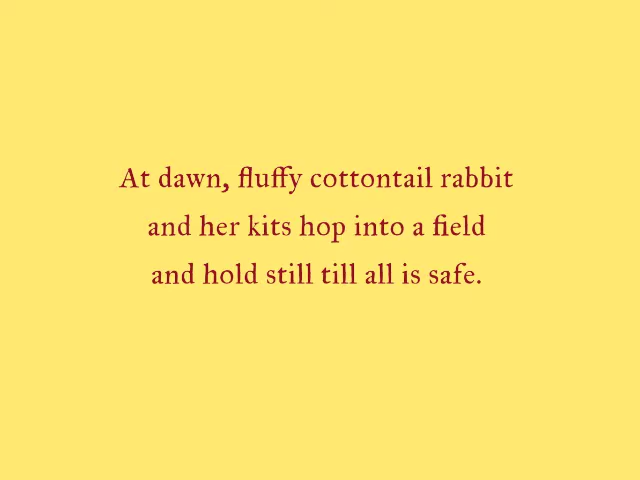 At dawn, fluffy cottontail rabbit
and her kits hop into a field
and hold still till all is safe.